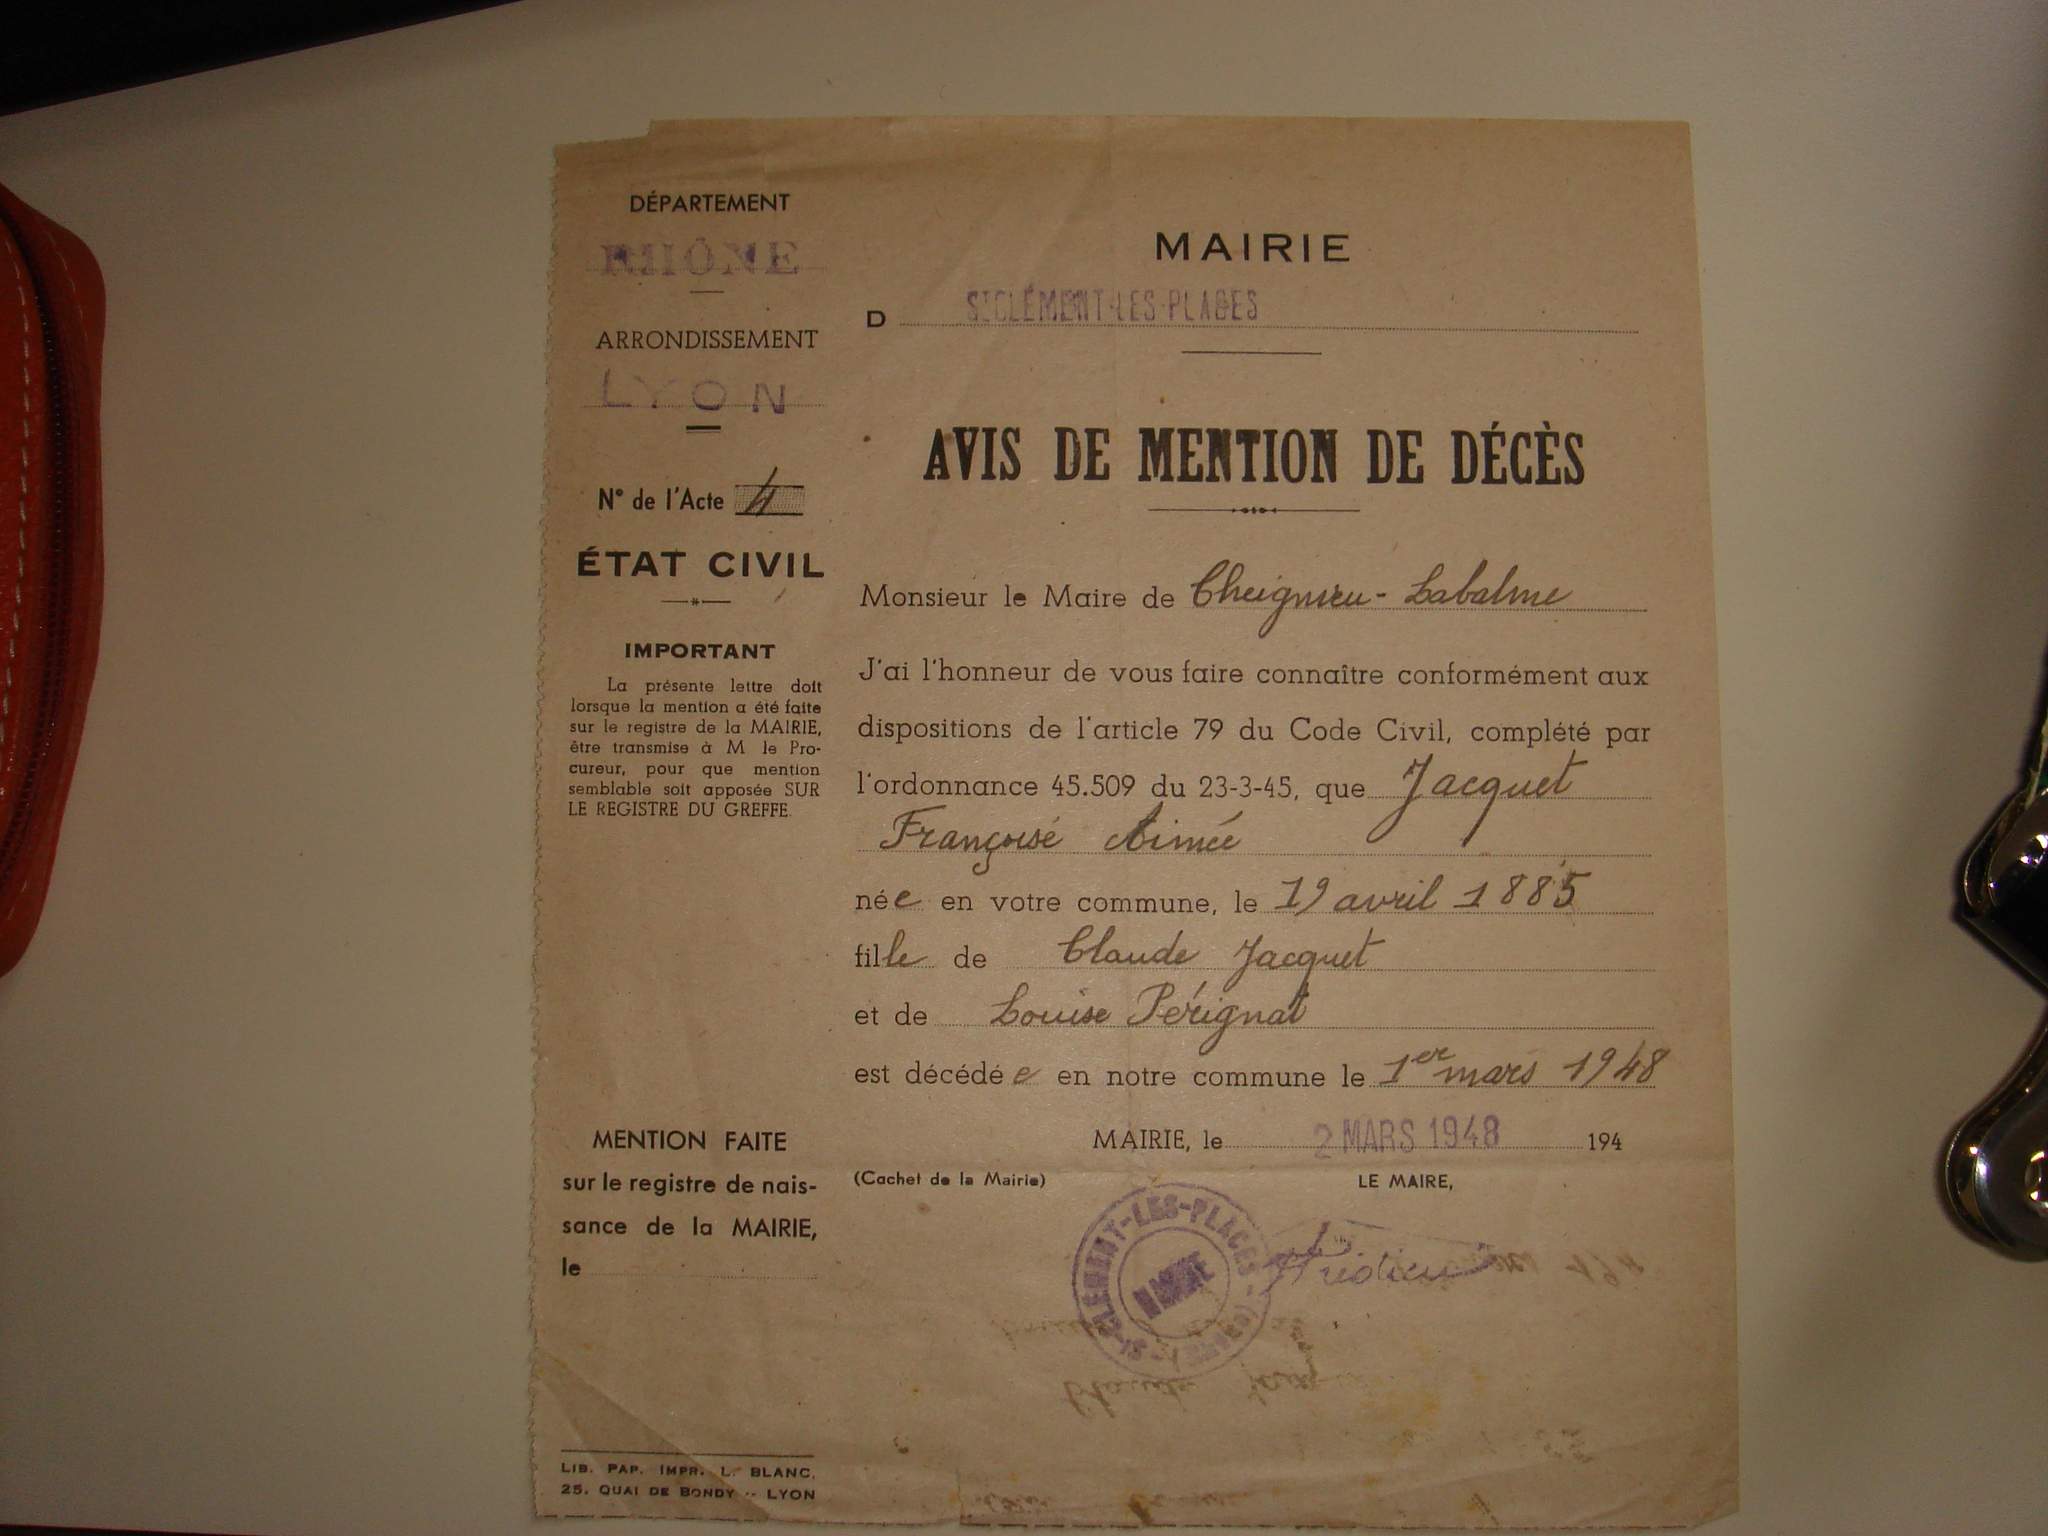 DÉPARTEMENT
RHÔNE
ARRONDISSEMENT
LYON
N° de l'Acte 4
ÉTAT CIVIL
IMPORTANT
La présente lettre doit
lorsque la mention a été faite
sur le registre de la MAIRIE,
être transmise à M le Pro-
cureur, pour que mention
semblable soit apposée SUR
LE REGISTRE DU GREFFE.
MENTION FAITE
sur le registre de nais-
sance de la MAIRIE,
le
LIB. PAP. IMPR. L. BLANC.
25. QUAI DE BONDY - LYON
MAIRIE
D ST CLÉMENT-LES-PLACES
AVIS DE MENTION DE DÉCÈS
Monsieur le Maire de Cheignieu-Labalme
J'ai l'honneur de vous faire connaître conformément aux
dispositions de l'article 79 du Code Civil, complété par
l'ordonnance 45.509 du 23-3-45, que Jacquet
Françoise Aimée
née en votre commune, le 19 avril 1885
fille de Claude Jacquet
et de Louise Pérignat
est décédée en notre commune le 1er mars 1948
MAIRIE, le 2 MARS 1948 194
(Cachet de la Mairie) LE MAIRE,
ST-CLÉMENT-LES-PLACES
MAIRIE
(RHÔNE)